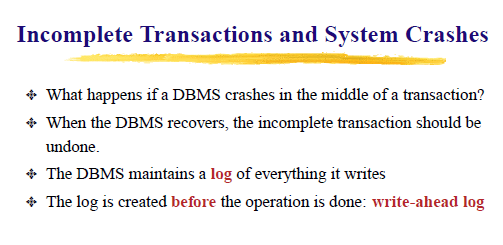 Incomplete Transactions and System Crashes
What happens if a DBMS crashes in the middle of a transaction?
When the DBMS recovers, the incomplete transaction should be
undone.
The DBMS maintains a log of everything it writes
The log is created before the operation is done: write-ahead log